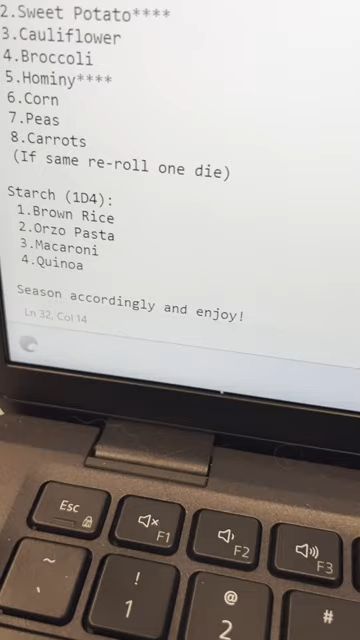 2.Sweet Potato****
3.Cauliflower
4.Broccoli
5.Hominy****
6.Corn
7.Peas
8.Carrots
(If same re-roll one die)
Starch (1D4):
1.Brown Rice
2.Orzo Pasta
3.Macaroni
4.Quinoa
Season accordingly and enjoy!
Ln 32, Col 14
Esc
F1
F2
F3
~
`
!
1
@
2
#